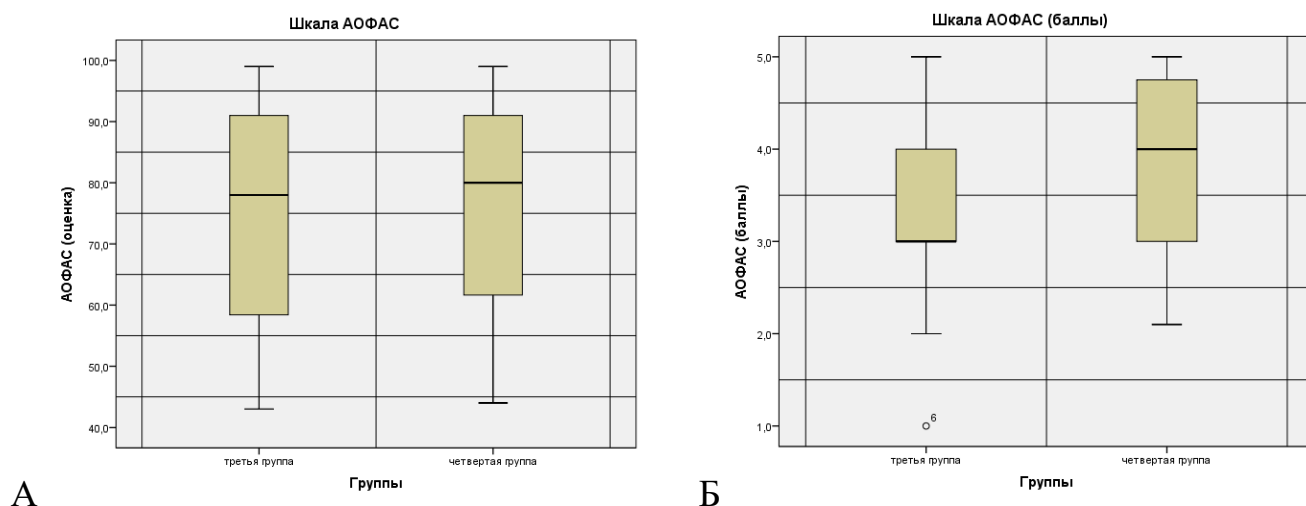 Шкала АОФАС
АОФАС (оценка)
100,0
90,0
80,0
70,0
60,0
50,0
40,0
третья группа
четвертая группа
Группы
А
Шкала АОФАС (баллы)
АОФАС (баллы)
5,0
4,0
3,0
2,0
1,0
6
третья группа
четвертая группа
Группы
Б